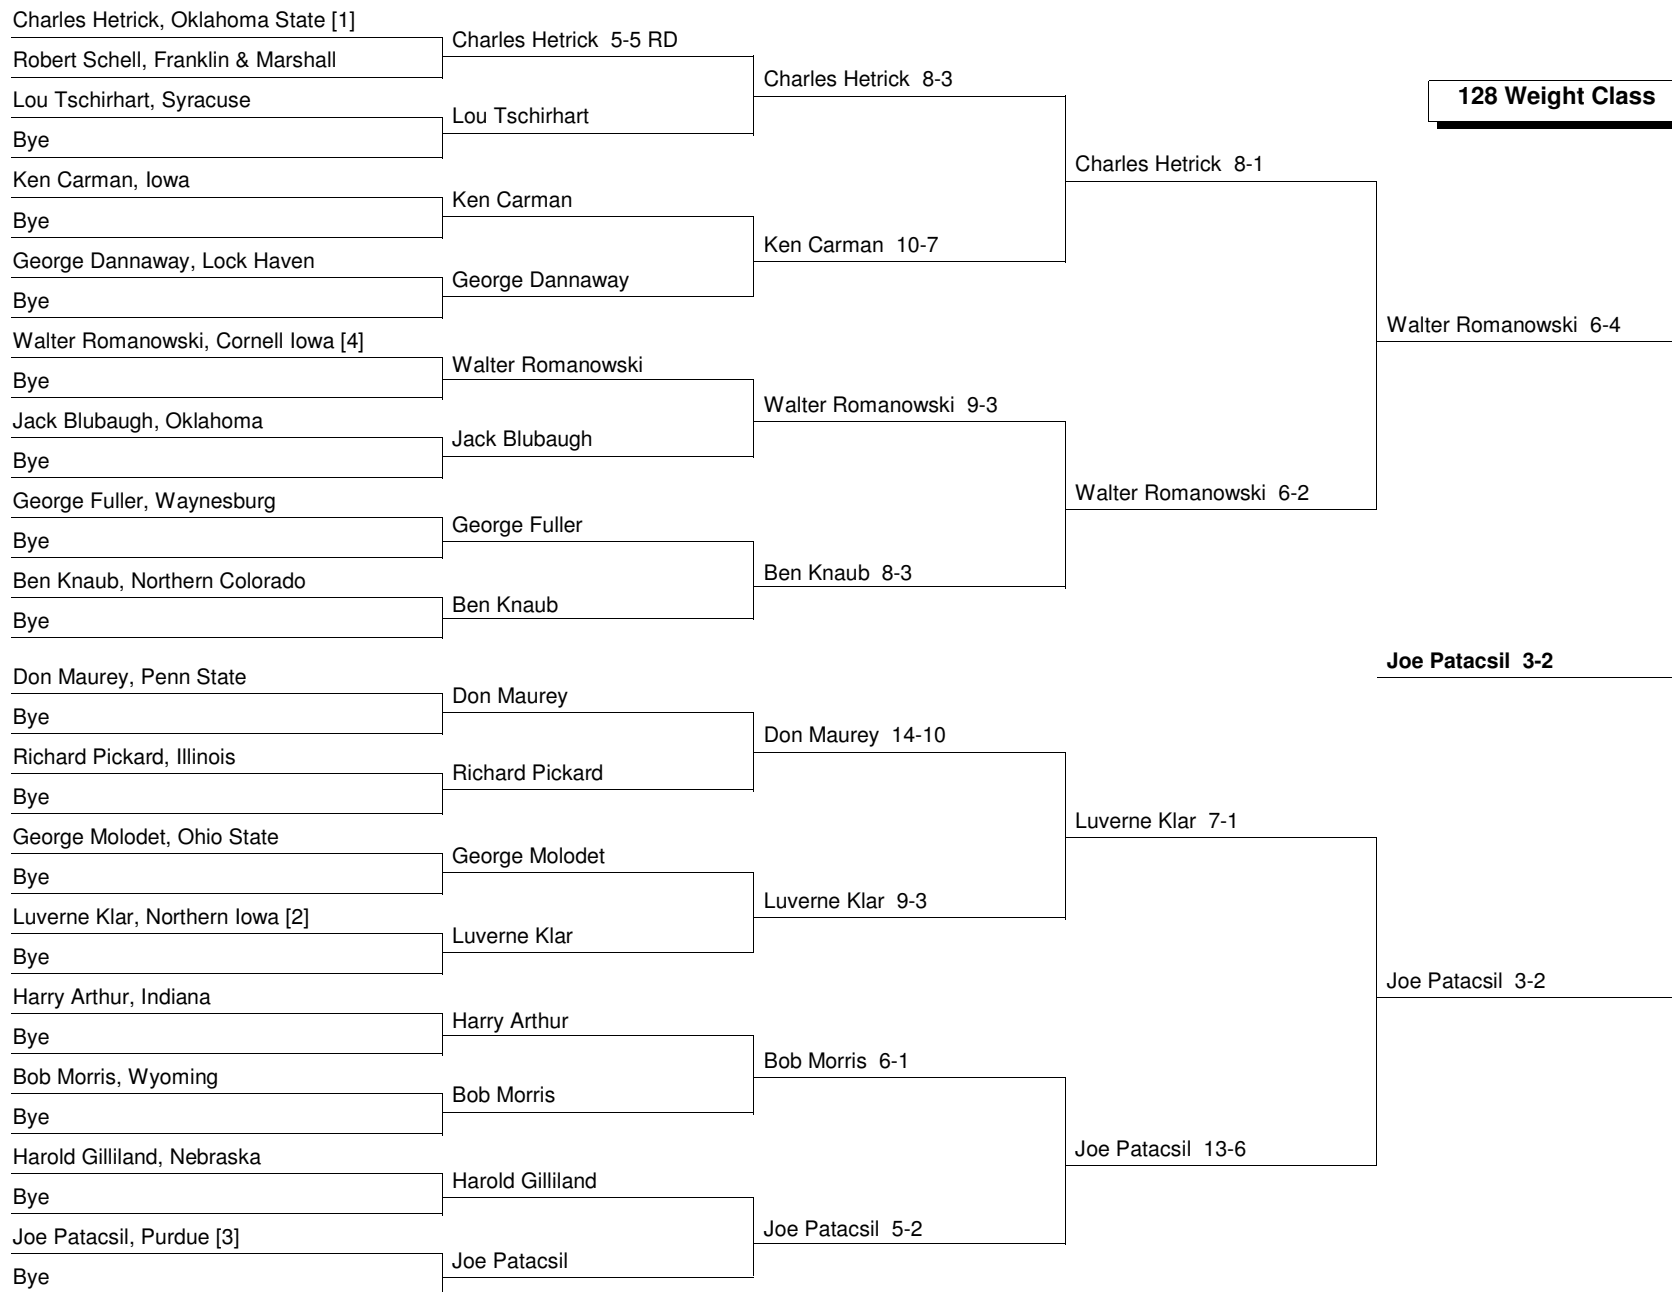 Charles Hetrick, Oklahoma State [1]
Robert Schell, Franklin & Marshall
Lou Tschirhart, Syracuse
Bye
Ken Carman, Iowa
Bye
George Dannaway, Lock Haven
Bye
Walter Romanowski, Cornell Iowa [4]
Bye
Jack Blubaugh, Oklahoma
Bye
George Fuller, Waynesburg
Bye
Ben Knaub, Northern Colorado
Bye
Don Maurey, Penn State
Bye
Richard Pickard, Illinois
Bye
George Molodet, Ohio State
Bye
Luverne Klar, Northern Iowa [2]
Bye
Harry Arthur, Indiana
Bye
Bob Morris, Wyoming
Bye
Harold Gilliland, Nebraska
Bye
Joe Patacsil, Purdue [3]
Bye
Charles Hetrick 5-5 RD
Lou Tschirhart
Ken Carman
George Dannaway
Walter Romanowski
Jack Blubaugh
George Fuller
Ben Knaub
Don Maurey
Richard Pickard
George Molodet
Luverne Klar
Harry Arthur
Bob Morris
Harold Gilliland
Joe Patacsil
Charles Hetrick 8-3
Ken Carman 10-7
Walter Romanowski 9-3
Ben Knaub 8-3
Don Maurey 14-10
Luverne Klar 9-3
Bob Morris 6-1
Joe Patacsil 5-2
Charles Hetrick 8-1
Walter Romanowski 6-2
Luverne Klar 7-1
Joe Patacsil 13-6
128 Weight Class
Walter Romanowski 6-4
Joe Patacsil 3-2
Joe Patacsil 3-2